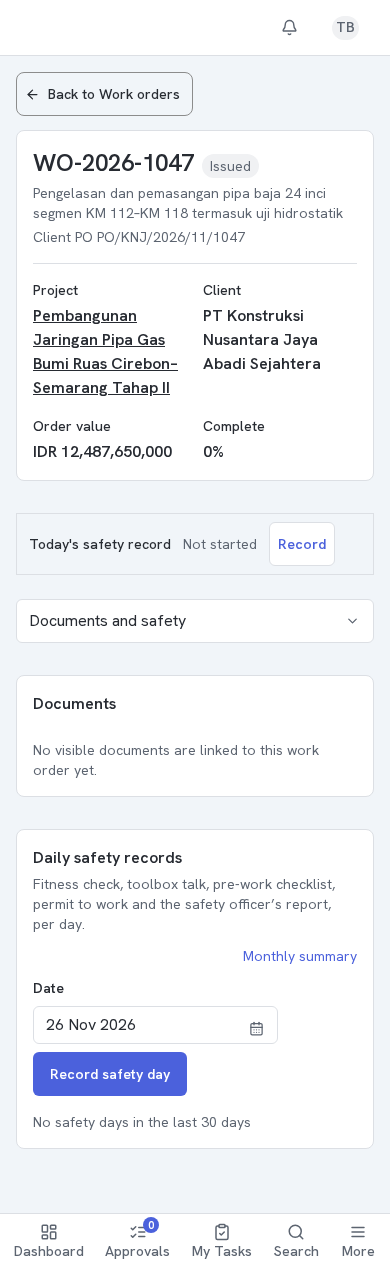 TB
Back to Work orders
WO-2026-1047 Issued
Pengelasan dan pemasangan pipa baja 24 inci
segmen KM 112–KM 118 termasuk uji hidrostatik
Client PO PO/KNJ/2026/11/1047
Project
Pembangunan
Jaringan Pipa Gas
Bumi Ruas Cirebon–
Semarang Tahap II
Client
PT Konstruksi
Nusantara Jaya
Abadi Sejahtera
Order value
IDR 12,487,650,000
Complete
0%
Today's safety record Not started Record
Documents and safety
Documents
No visible documents are linked to this work
order yet.
Daily safety records
Fitness check, toolbox talk, pre-work checklist,
permit to work and the safety officer’s report,
per day.
Monthly summary
Date
26 Nov 2026
Record safety day
No safety days in the last 30 days
0
Dashboard Approvals My Tasks Search More